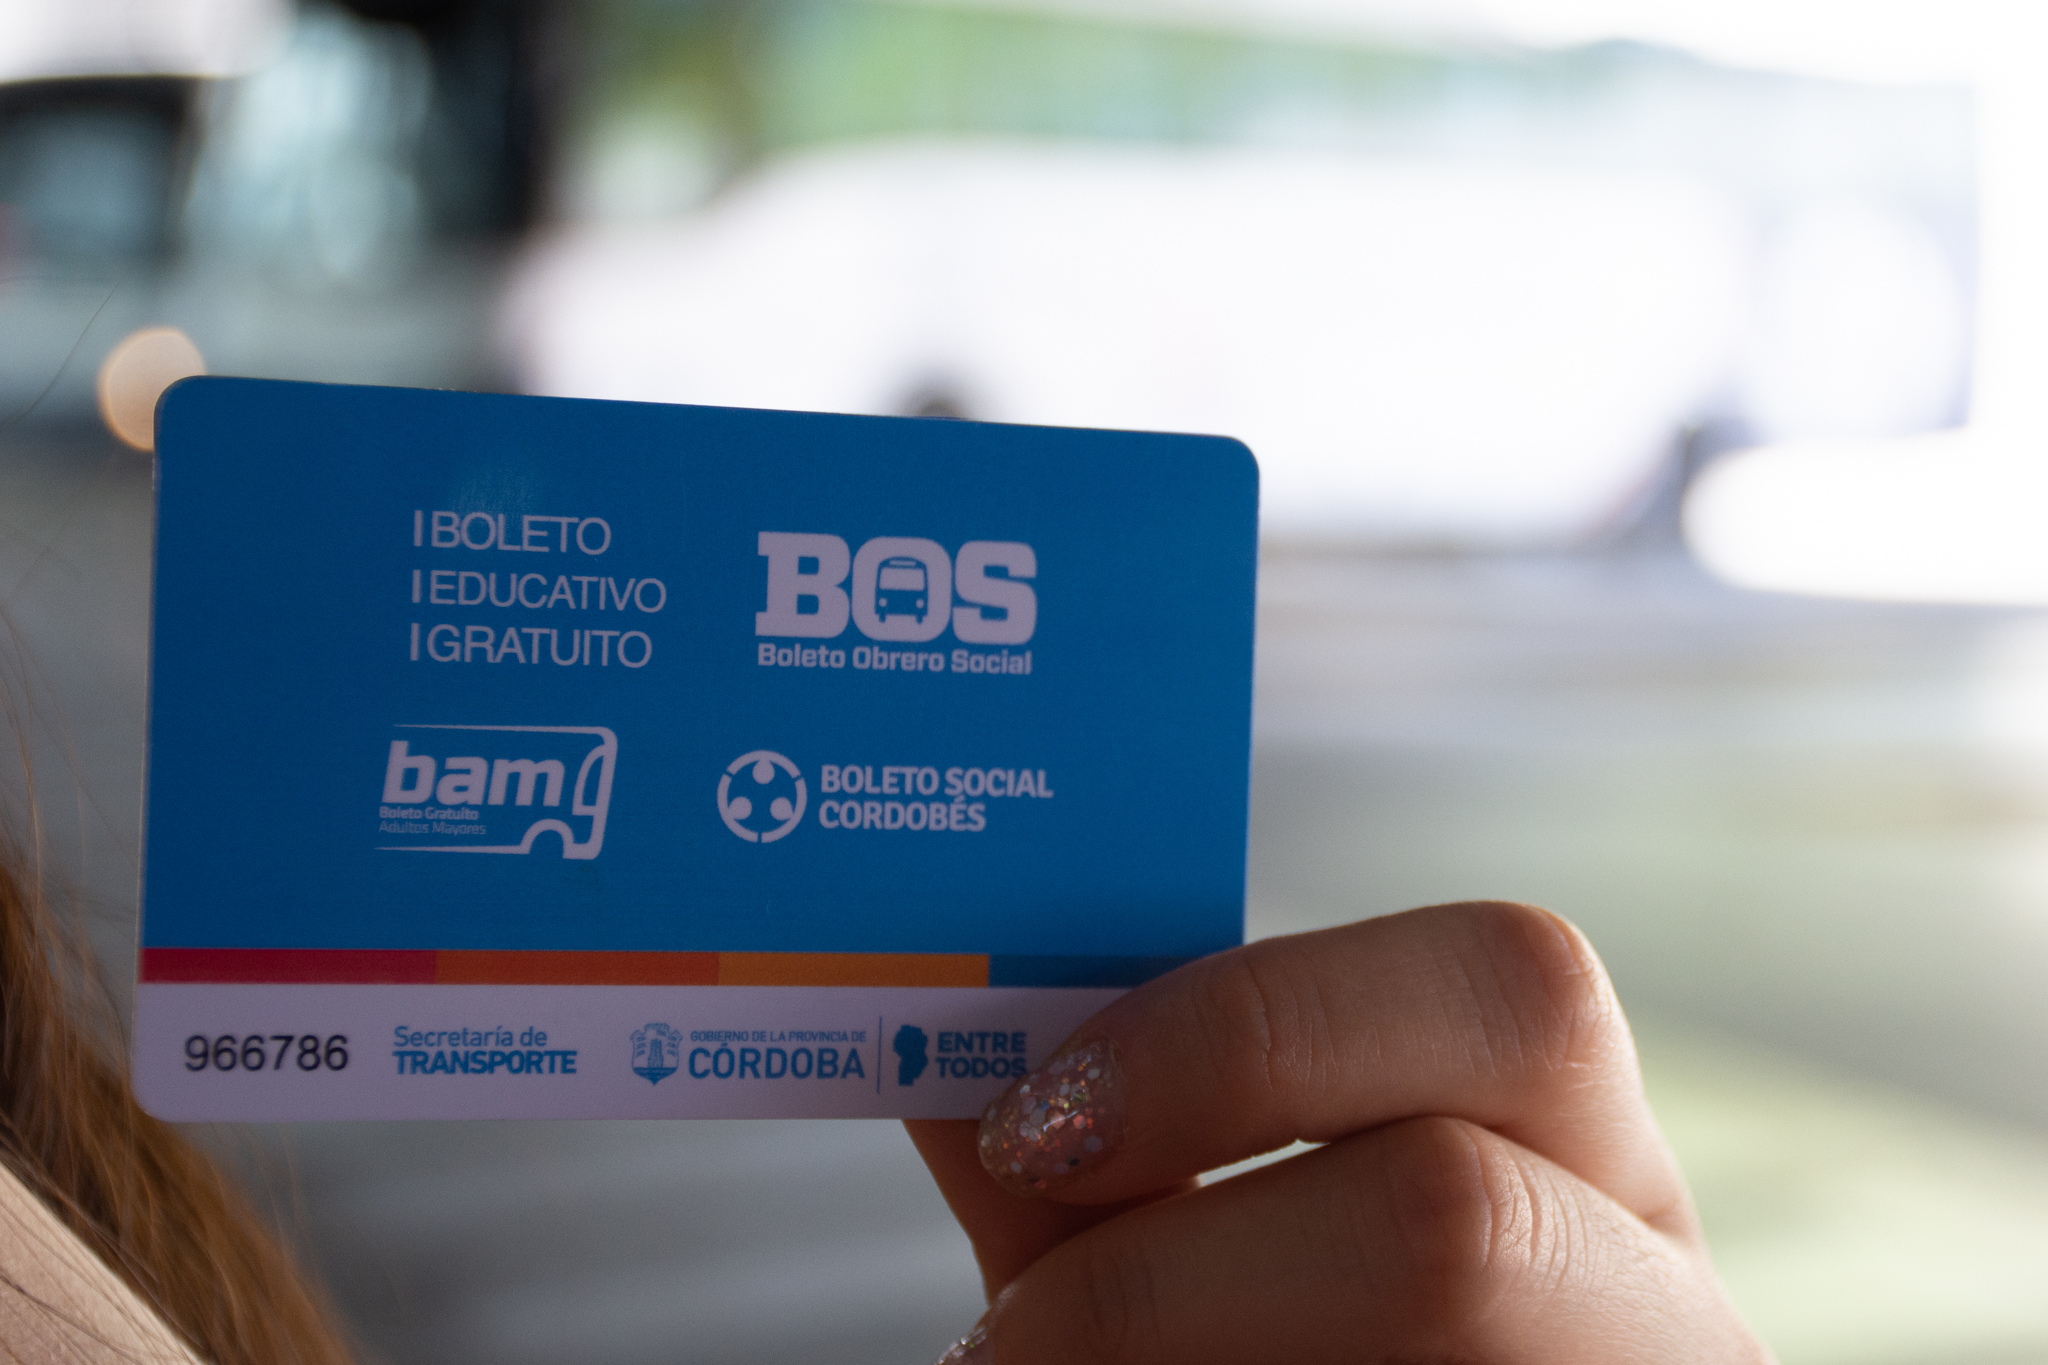 BOLETO
EDUCATIVO
GRATUITO
BOS
Boleto Obrero Social
bam
Boleto Gratuito
Adultos Mayores
BOLETO SOCIAL
CORDOBÉS
966786
Secretaría de
TRANSPORTE
GOBIERNO DE LA PROVINCIA DE
CÓRDOBA
ENTRE
TODOS